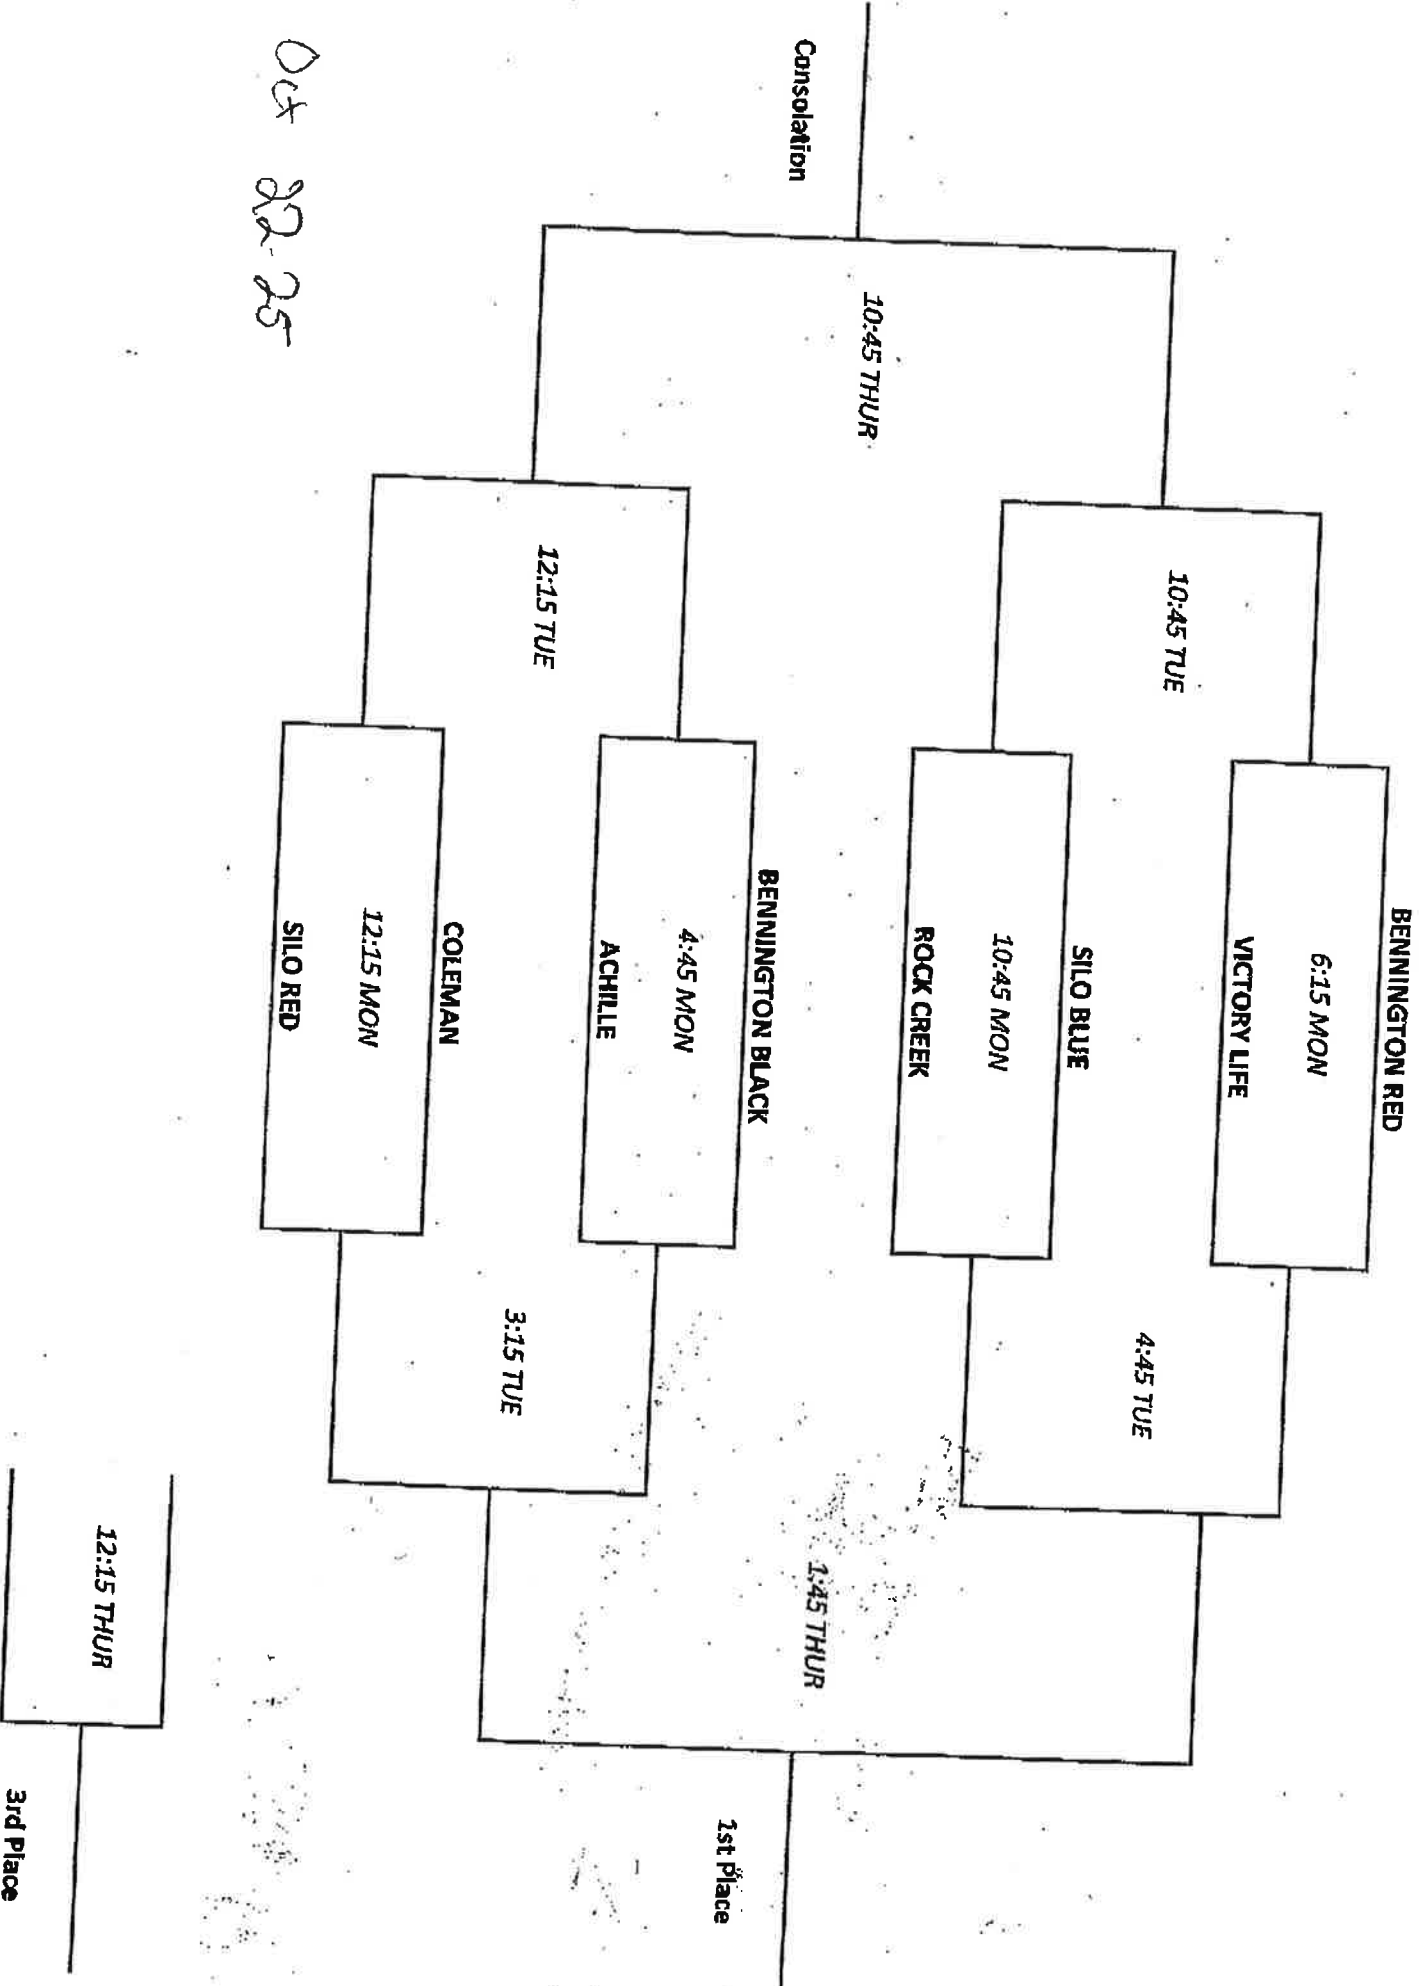 BENNINGTON RED
6:15 MON
VICTORY LIFE
10:45 TUE
4:45 TUE
SILO BLUE
10:45 MON
ROCK CREEK
Consolation
10:45 THUR
1:45 THUR
1st Place
BENNINGTON BLACK
4:45 MON
ACHILLE
12:15 TUE
3:15 TUE
COLEMAN
12:15 MON
SILO RED
Oct 22-25
12:15 THUR
3rd Place